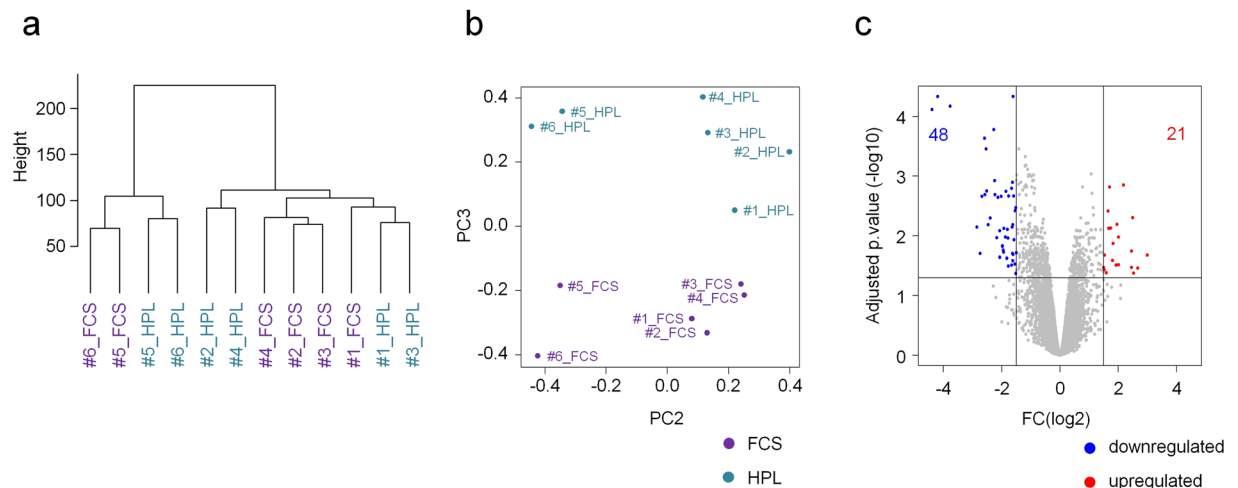 a
b
c
Height
200
150
100
50
#6_FCS
#5_FCS
#5_HPL
#6_HPL
#2_HPL
#4_HPL
#4_FCS
#2_FCS
#3_FCS
#1_FCS
#1_HPL
#3_HPL
PC3
0.4
0.2
0.0
-0.2
-0.4
#4_HPL
#5_HPL
#6_HPL
#3_HPL
#2_HPL
#1_HPL
#5_FCS
#3_FCS
#4_FCS
#1_FCS
#2_FCS
#6_FCS
-0.4
-0.2
0.0
0.2
0.4
PC2
FCS
HPL
Adjusted p.value (-log10)
4
3
2
1
0
48
21
-4
-2
0
2
4
FC(log2)
downregulated
upregulated